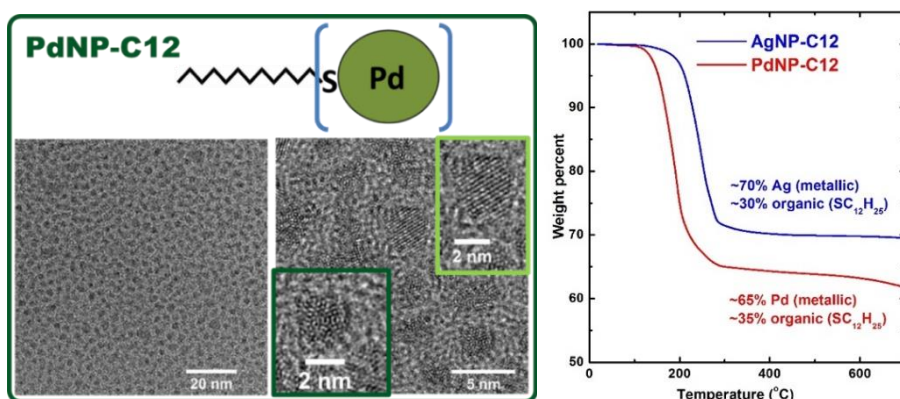 PdNP-C12
S
Pd
20 nm
2 nm
2 nm
5 nm
AgNP-C12
PdNP-C12
~70% Ag (metallic)
~30% organic (SC₁₂H₂₅)
~65% Pd (metallic)
~35% organic (SC₁₂H₂₅)
Weight percent
100
90
80
70
60
50
0
200
400
600
Temperature (°C)